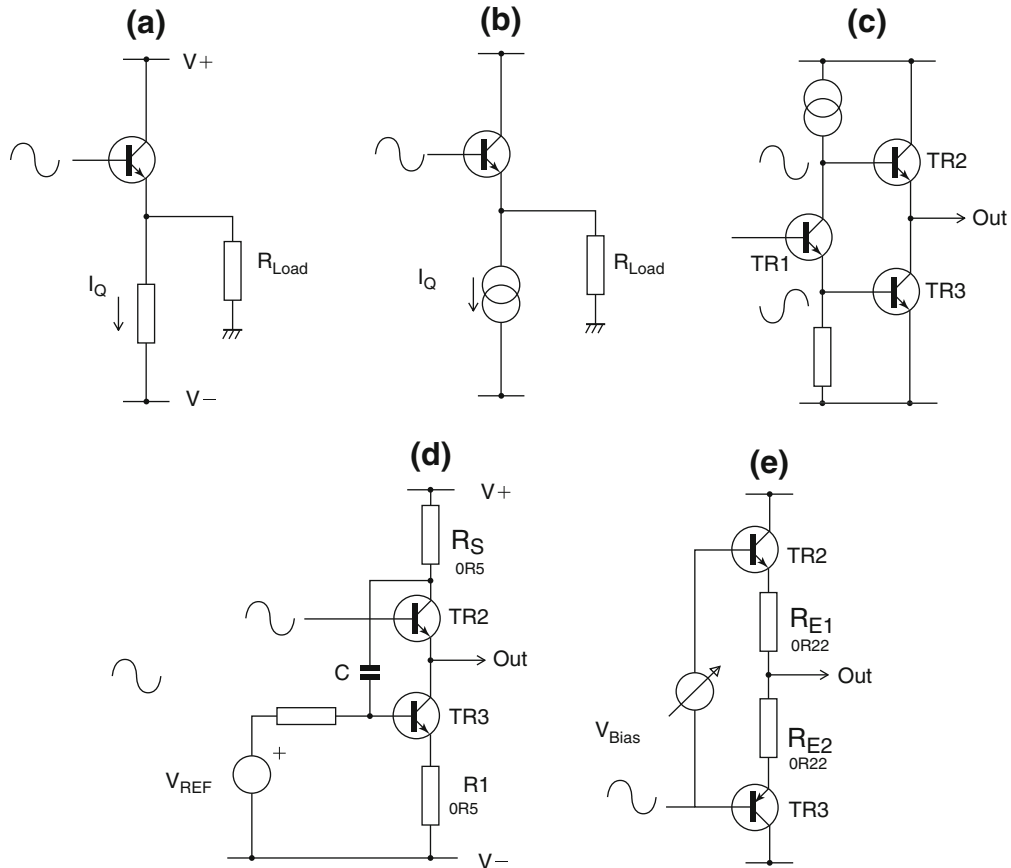 (a)
V+
I_Q
R_Load
V−
(b)
I_Q
R_Load
(c)
TR2
Out
TR1
TR3
(d)
V+
R_S
0R5
TR2
Out
C
TR3
+
V_REF
R1
0R5
V−
(e)
TR2
R_E1
0R22
Out
V_Bias
R_E2
0R22
TR3